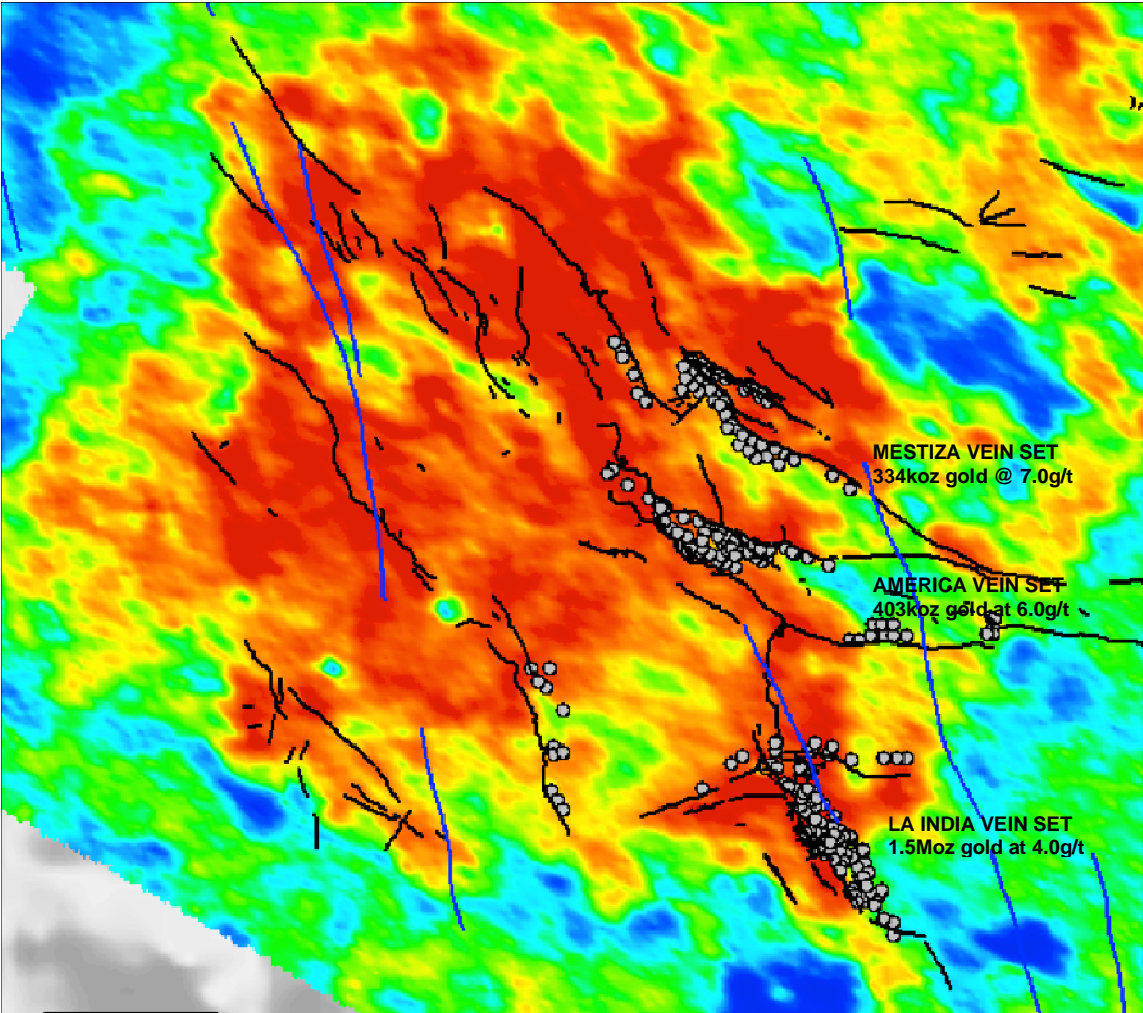 MESTIZA VEIN SET
334koz gold @ 7.0g/t
AMERICA VEIN SET
403koz gold at 6.0g/t
LA INDIA VEIN SET
1.5Moz gold at 4.0g/t